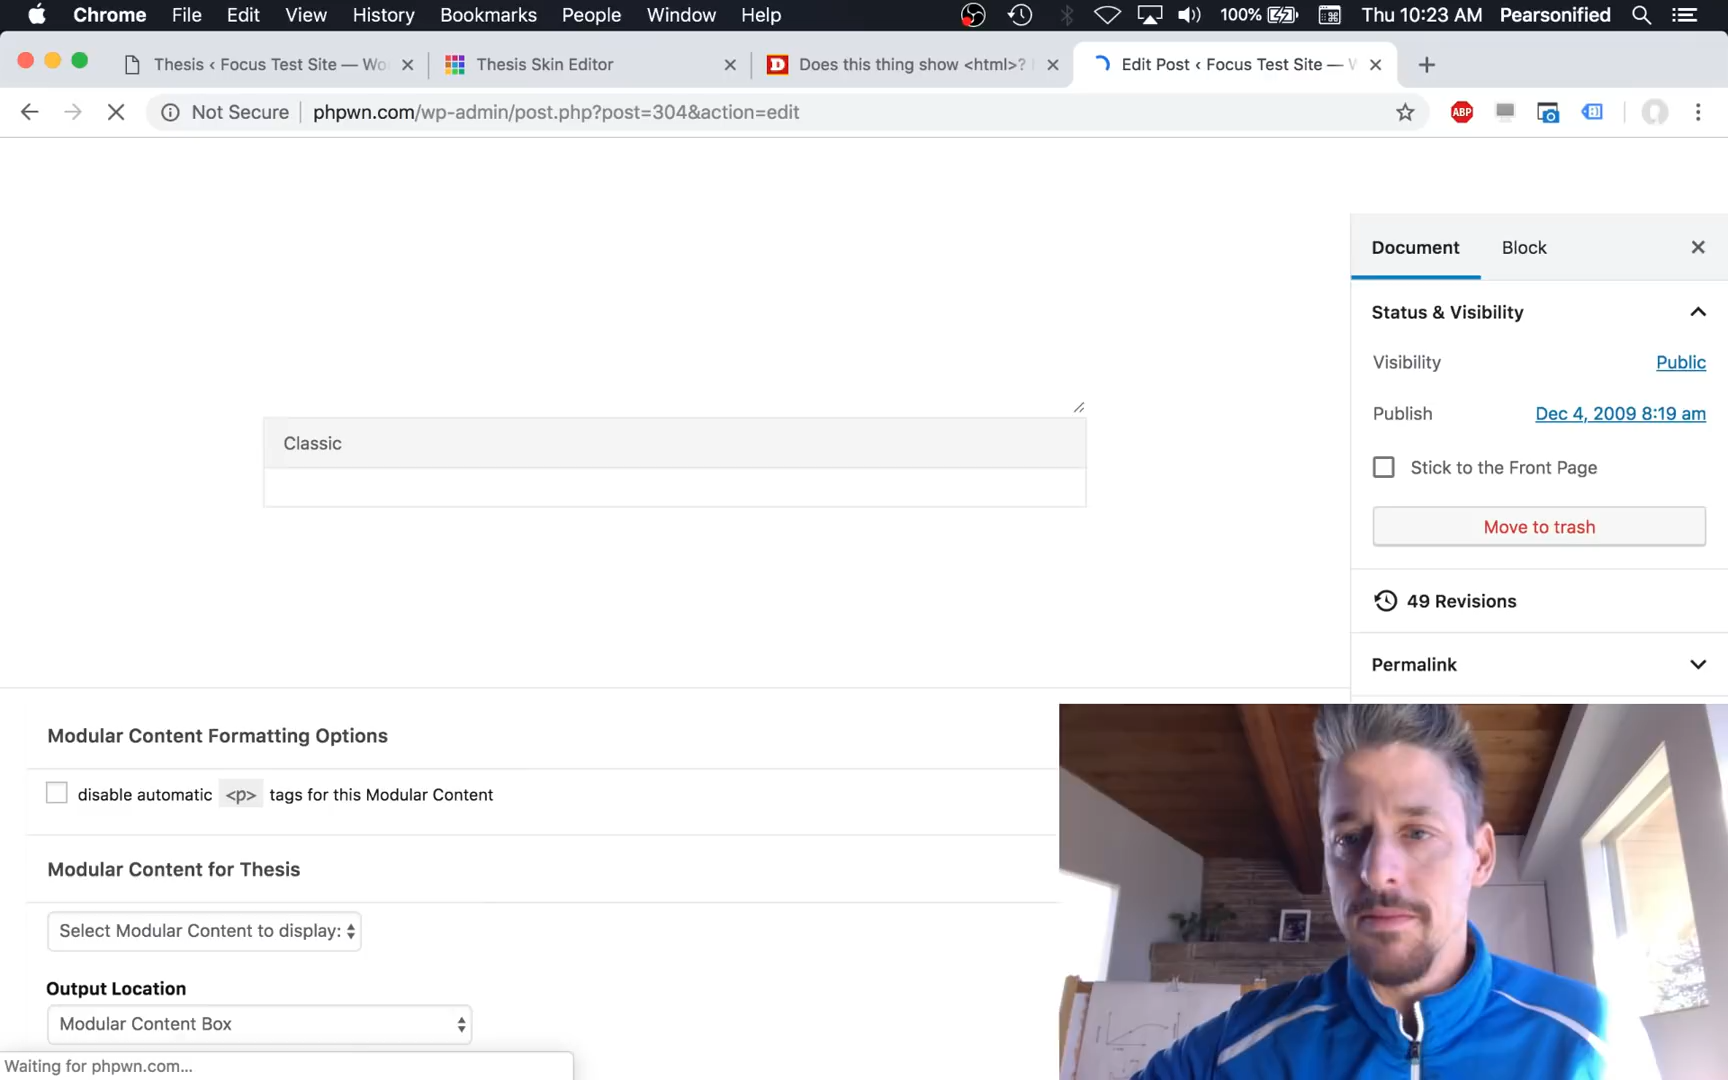 Chrome File Edit View History Bookmarks People Window Help 100% Thu 10:23 AM Pearsonified
Thesis ‹ Focus Test Site — Wo
Thesis Skin Editor
D
Does this thing show <html>?
Edit Post ‹ Focus Test Site — W
Not Secure phpwn.com/wp-admin/post.php?post=304&action=edit
ABP
Document Block
Status & Visibility
Visibility Public
Publish Dec 4, 2009 8:19 am
Stick to the Front Page
Move to trash
49 Revisions
Permalink
Classic
Modular Content Formatting Options
disable automatic <p> tags for this Modular Content
Modular Content for Thesis
Select Modular Content to display:
Output Location
Modular Content Box
Waiting for phpwn.com...